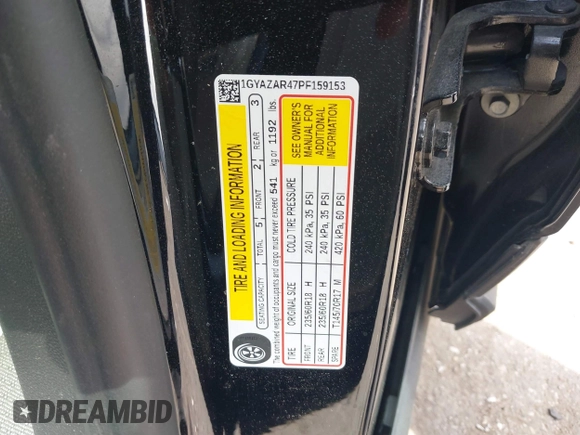 1GYAZAR47PF159153
TIRE AND LOADING INFORMATION
SEATING CAPACITY TOTAL 5 FRONT 2 REAR 3
The combined weight of occupants and cargo must never exceed 541 kg or 1192 lbs.
TIRE ORIGINAL SIZE COLD TIRE PRESSURE
FRONT 235/60R18 H 240 kPa, 35 PSI
REAR 235/60R18 H 240 kPa, 35 PSI
SPARE T145/70R17 M 420 kPa, 60 PSI
SEE OWNER'S
MANUAL FOR
ADDITIONAL
INFORMATION
DREAMBID